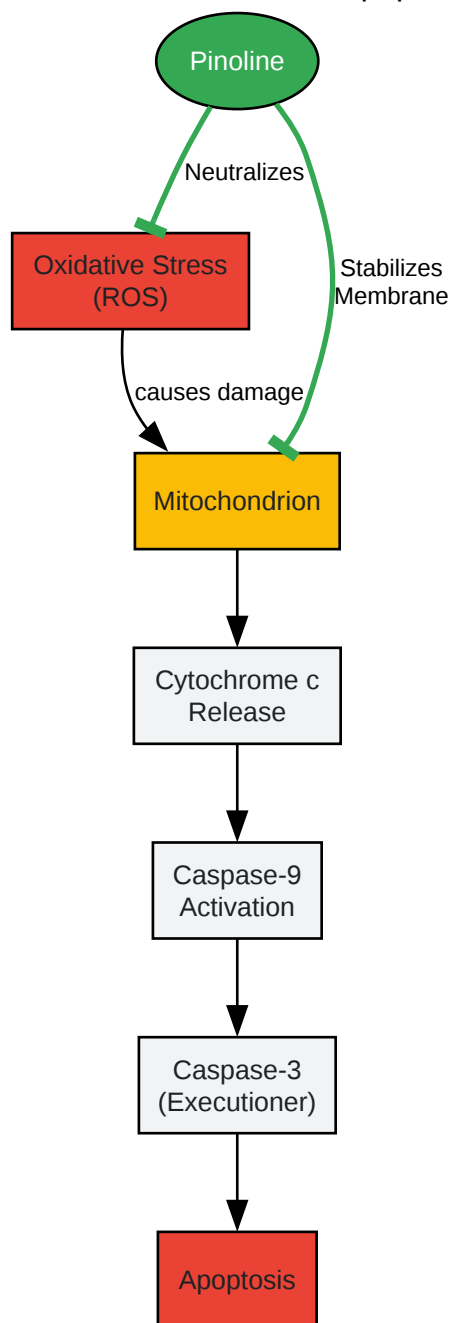 Pinoline
Neutralizes
Oxidative Stress
(ROS)
Stabilizes
Membrane
causes damage
Mitochondrion
Cytochrome c
Release
Caspase-9
Activation
Caspase-3
(Executioner)
Apoptosis